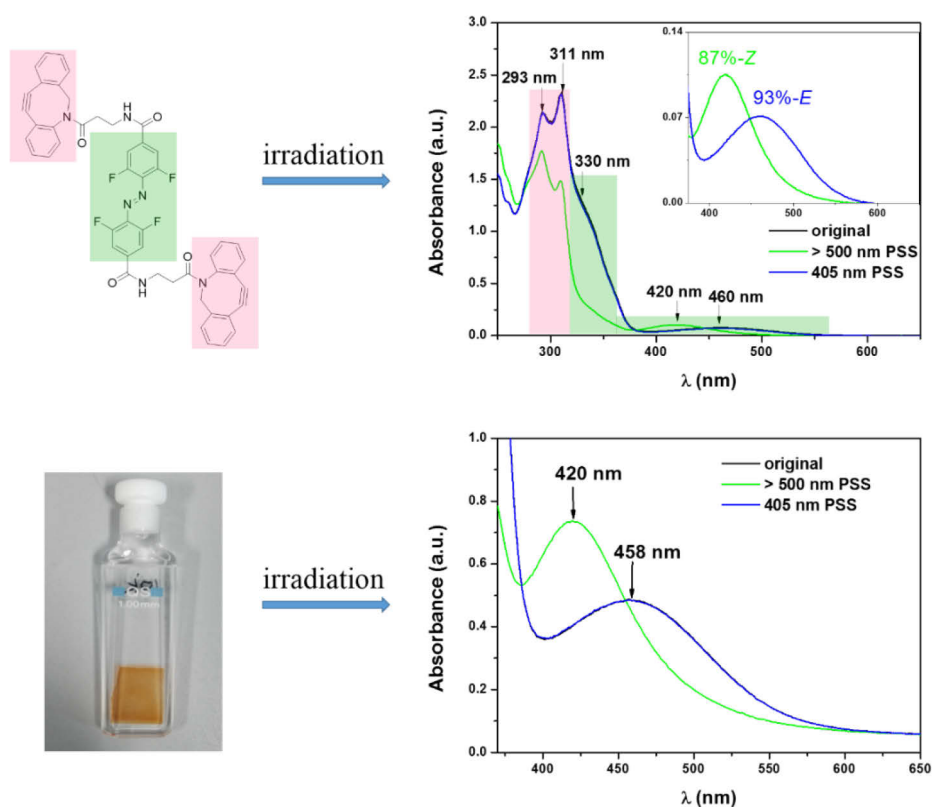 irradiation
O
N
H
N
O
F
F
N
N
F
F
O
N
H
O
N
Absorbance (a.u.)
3.0
2.5
2.0
1.5
1.0
0.5
0.0
300
400
500
600
λ (nm)
293 nm
311 nm
330 nm
420 nm
460 nm
original
> 500 nm PSS
405 nm PSS
0.14
0.07
0.00
400
500
600
87%-Z
93%-E
QS
1.00mm
irradiation
Absorbance (a.u.)
1.0
0.8
0.6
0.4
0.2
0.0
400
450
500
550
600
650
λ (nm)
420 nm
458 nm
original
> 500 nm PSS
405 nm PSS